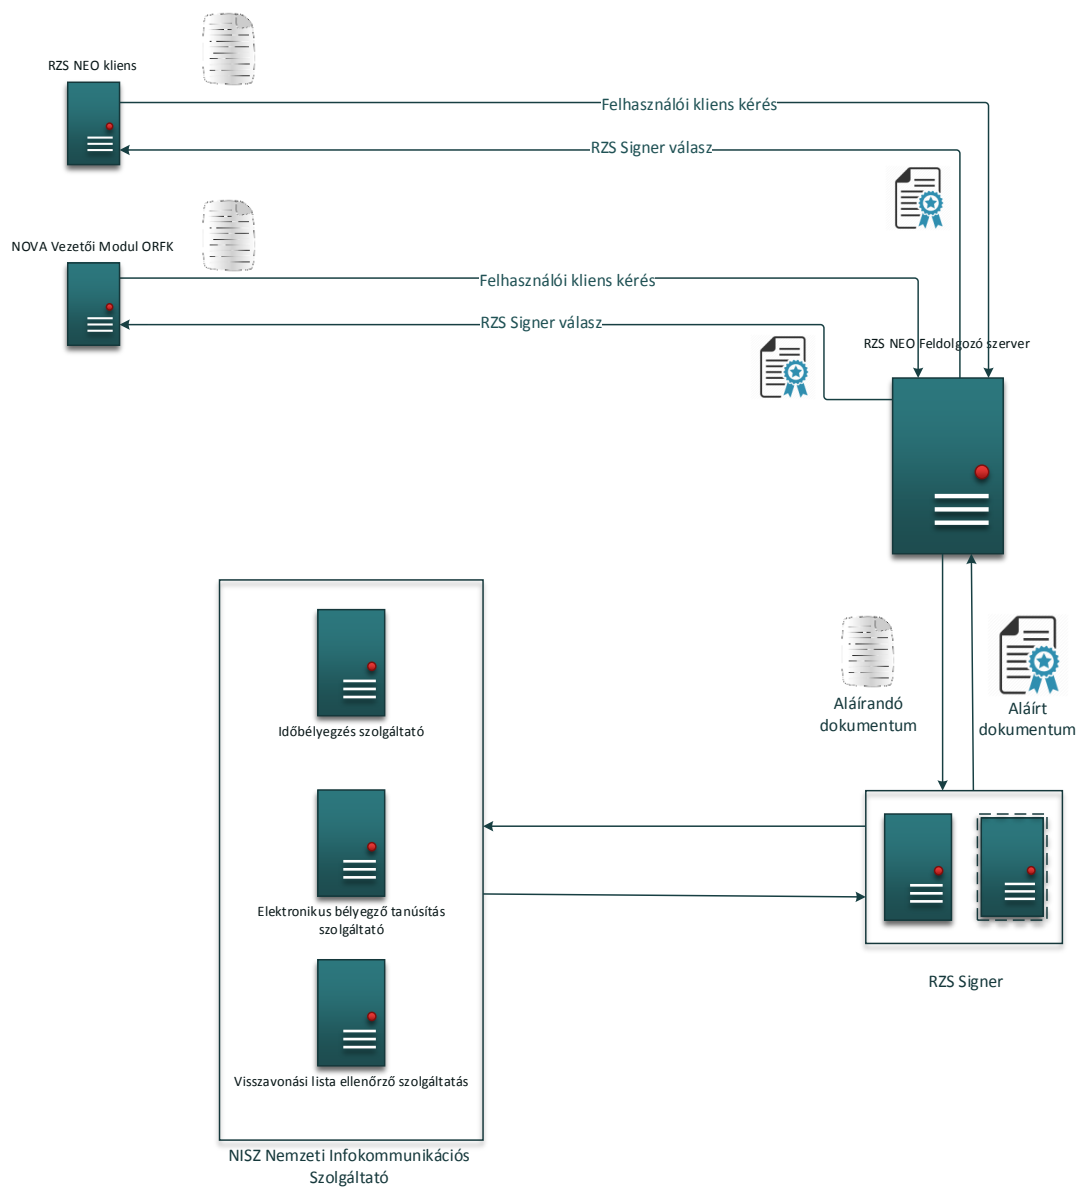 RZS NEO kliens
Felhasználói kliens kérés
RZS Signer válasz
NOVA Vezetői Modul ORFK
Felhasználói kliens kérés
RZS Signer válasz
RZS NEO Feldolgozó szerver
Aláírandó
dokumentum
Aláírt
dokumentum
Időbélyegzés szolgáltató
Elektronikus bélyegző tanúsítás
szolgáltató
RZS Signer
Visszavonási lista ellenőrző szolgáltatás
NISZ Nemzeti Infokommunikációs
Szolgáltató